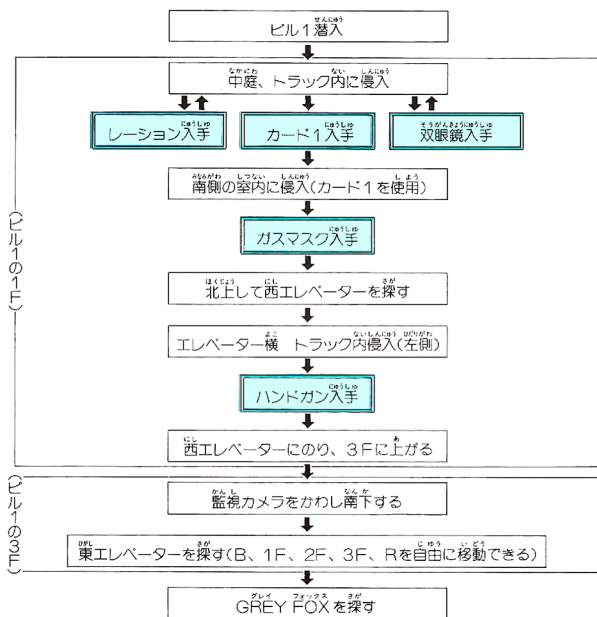 ビル1潜入
中庭、トラック内に侵入
レーション入手
カード1入手
双眼鏡入手
南側の室内に侵入(カード1を使用)
ガスマスク入手
北上して西エレベーターを探す
エレベーター横 トラック内侵入(左側)
ハンドガン入手
西エレベーターにのり、3Fに上がる
(ビル1の1F)
監視カメラをかわし南下する
東エレベーターを探す(B、1F、2F、3F、Rを自由に移動できる)
(ビル1の3F)
GREY FOXを探す